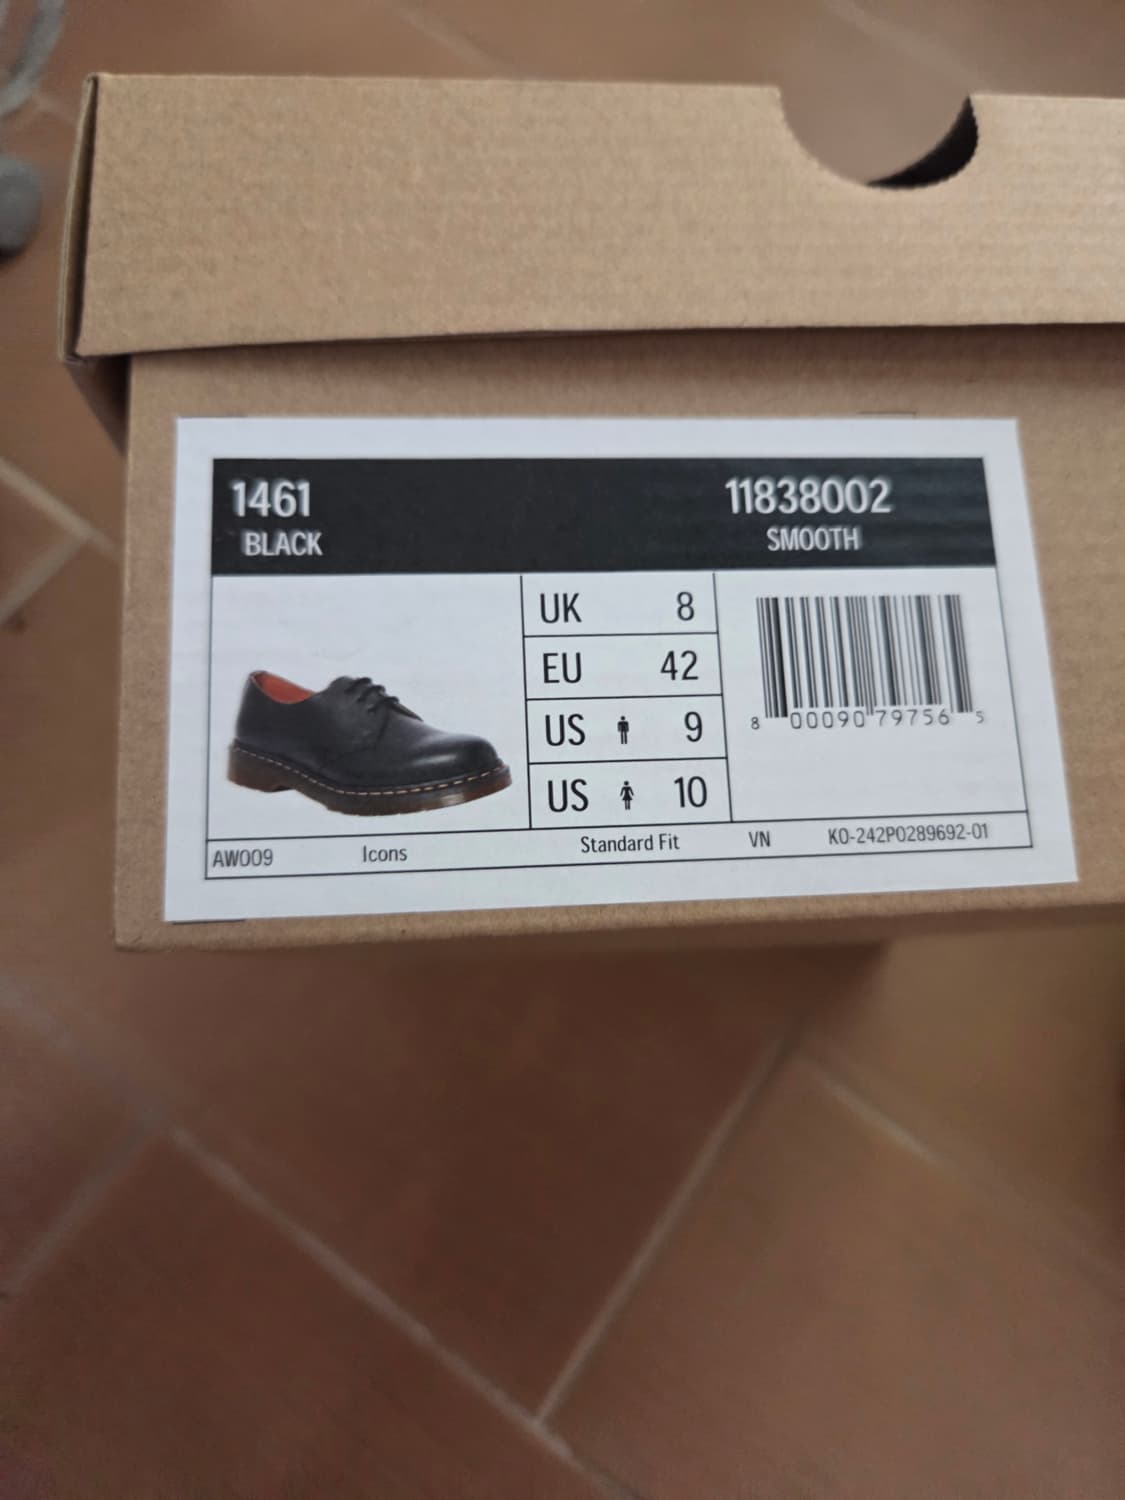 1461
BLACK
11838002
SMOOTH
UK 8
EU 42
US 9
US 10
8 00090 79756 5
AW009 Icons Standard Fit VN KO-242P0289692-01